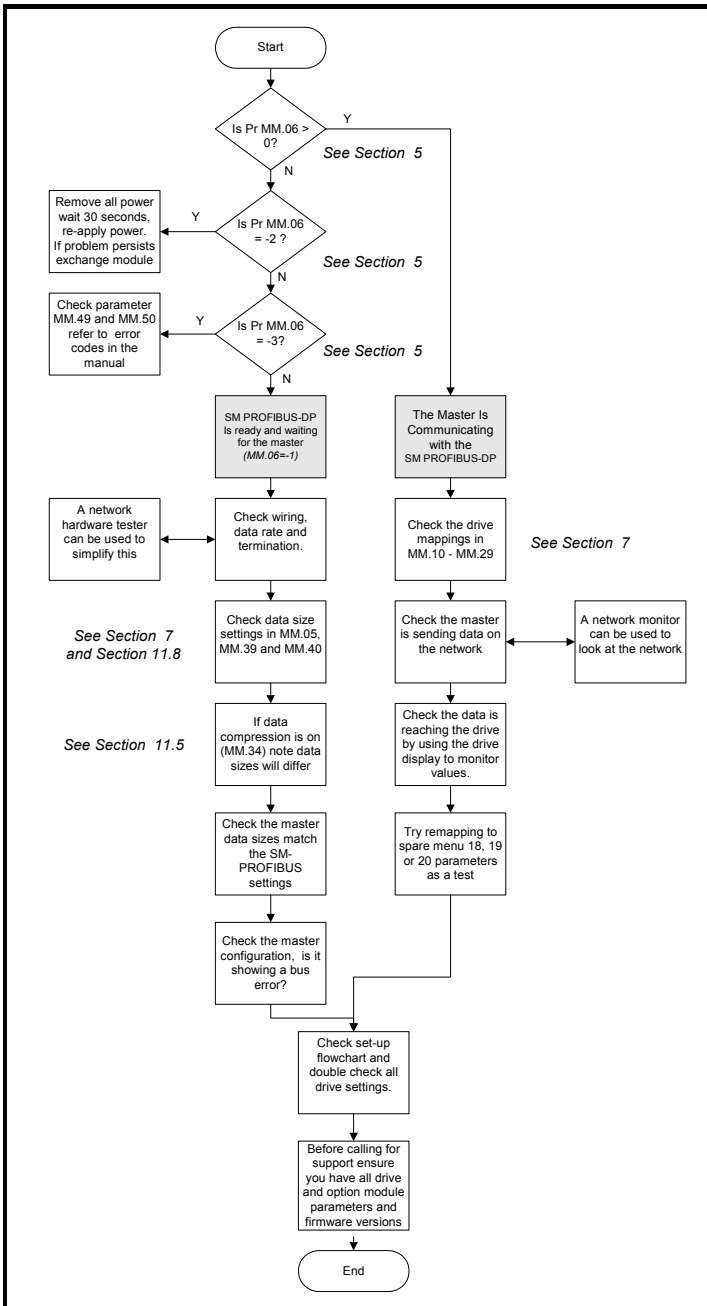 Start
Is Pr MM.06 >
0?
Y
See Section 5
N
Remove all power
wait 30 seconds,
re-apply power.
If problem persists
exchange module
Y
Is Pr MM.06
= -2 ?
See Section 5
N
Check parameter
MM.49 and MM.50
refer to error
codes in the
manual
Y
Is Pr MM.06
= -3?
See Section 5
N
SM PROFIBUS-DP
Is ready and waiting
for the master
(MM.06=-1)
The Master Is
Communicating
with the
SM PROFIBUS-DP
A network
hardware tester
can be used to
simplify this
Check wiring,
data rate and
termination.
Check the drive
mappings in
MM.10 - MM.29
See Section 7
See Section 7
and Section 11.8
Check data size
settings in MM.05,
MM.39 and MM.40
Check the master
is sending data on
the network
A network monitor
can be used to
look at the network
See Section 11.5
If data
compression is on
(MM.34) note data
sizes will differ
Check the data is
reaching the drive
by using the drive
display to monitor
values.
Check the master
data sizes match
the SM-
PROFIBUS
settings
Try remapping to
spare menu 18, 19
or 20 parameters
as a test
Check the master
configuration, is it
showing a bus
error?
Check set-up
flowchart and
double check all
drive settings.
Before calling for
support ensure
you have all drive
and option module
parameters and
firmware versions
End